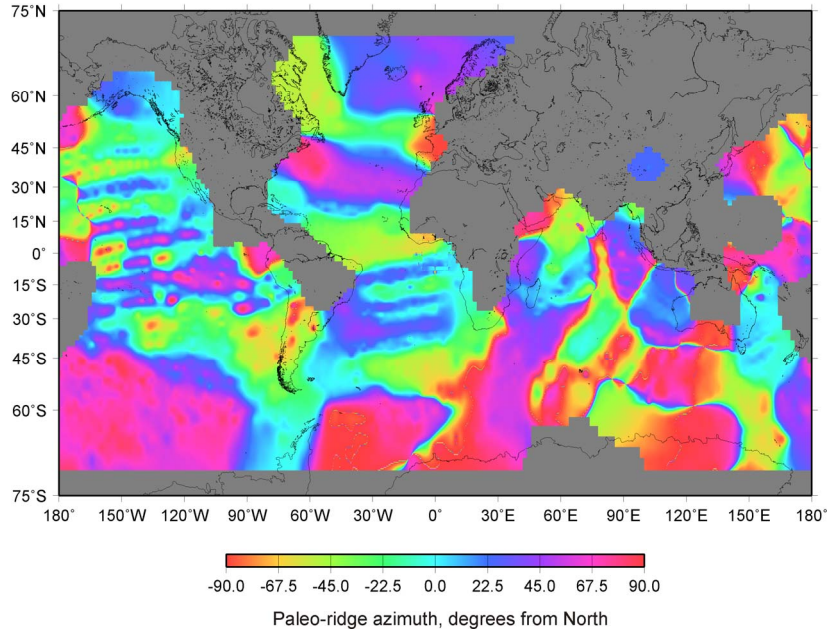 75˚N
60˚N
45˚N
30˚N
15˚N
0˚
15˚S
30˚S
45˚S
60˚S
75˚S
180˚ 150˚W 120˚W 90˚W 60˚W 30˚W 0˚ 30˚E 60˚E 90˚E 120˚E 150˚E 180˚
-90.0 -67.5 -45.0 -22.5 0.0 22.5 45.0 67.5 90.0
Paleo-ridge azimuth, degrees from North